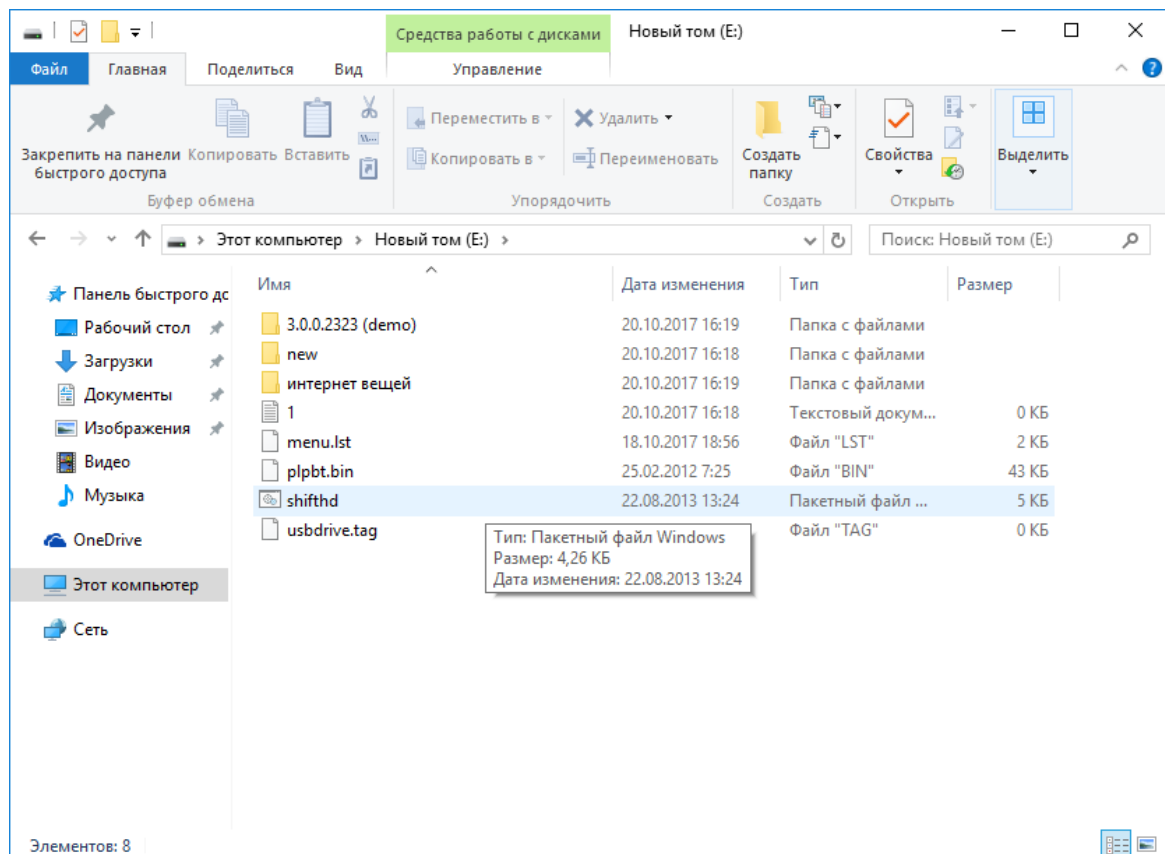 Средства работы с дисками Новый том (E:)
Файл Главная Поделиться Вид Управление
Закрепить на панели быстрого доступа
Копировать
Вставить
Переместить в
Копировать в
Удалить
Переименовать
Создать папку
Свойства
Выделить
Буфер обмена Упорядочить Создать Открыть
Этот компьютер > Новый том (E:) > Поиск: Новый том (E:)
Имя Дата изменения Тип Размер
3.0.0.2323 (demo) 20.10.2017 16:19 Папка с файлами
new 20.10.2017 16:18 Папка с файлами
интернет вещей 20.10.2017 16:19 Папка с файлами
1 20.10.2017 16:18 Текстовый докум... 0 КБ
menu.lst 18.10.2017 18:56 Файл "LST" 2 КБ
plpbt.bin 25.02.2012 7:25 Файл "BIN" 43 КБ
shifthd 22.08.2013 13:24 Пакетный файл ... 5 КБ
usbdrive.tag Файл "TAG" 0 КБ
Тип: Пакетный файл Windows
Размер: 4,26 КБ
Дата изменения: 22.08.2013 13:24
Панель быстрого дс
Рабочий стол
Загрузки
Документы
Изображения
Видео
Музыка
OneDrive
Этот компьютер
Сеть
Элементов: 8